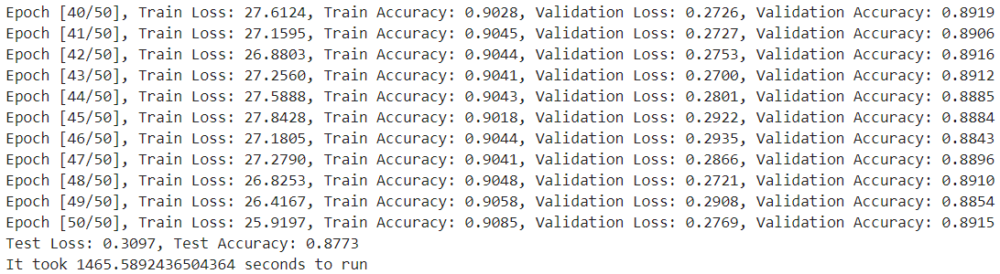 Epoch [40/50], Train Loss: 27.6124, Train Accuracy: 0.9028, Validation Loss: 0.2726, Validation Accuracy: 0.8919
Epoch [41/50], Train Loss: 27.1595, Train Accuracy: 0.9045, Validation Loss: 0.2727, Validation Accuracy: 0.8906
Epoch [42/50], Train Loss: 26.8803, Train Accuracy: 0.9044, Validation Loss: 0.2753, Validation Accuracy: 0.8916
Epoch [43/50], Train Loss: 27.2560, Train Accuracy: 0.9041, Validation Loss: 0.2700, Validation Accuracy: 0.8912
Epoch [44/50], Train Loss: 27.5888, Train Accuracy: 0.9043, Validation Loss: 0.2801, Validation Accuracy: 0.8885
Epoch [45/50], Train Loss: 27.8428, Train Accuracy: 0.9018, Validation Loss: 0.2922, Validation Accuracy: 0.8884
Epoch [46/50], Train Loss: 27.1805, Train Accuracy: 0.9044, Validation Loss: 0.2935, Validation Accuracy: 0.8843
Epoch [47/50], Train Loss: 27.2790, Train Accuracy: 0.9041, Validation Loss: 0.2866, Validation Accuracy: 0.8896
Epoch [48/50], Train Loss: 26.8253, Train Accuracy: 0.9048, Validation Loss: 0.2721, Validation Accuracy: 0.8910
Epoch [49/50], Train Loss: 26.4167, Train Accuracy: 0.9058, Validation Loss: 0.2908, Validation Accuracy: 0.8854
Epoch [50/50], Train Loss: 25.9197, Train Accuracy: 0.9085, Validation Loss: 0.2769, Validation Accuracy: 0.8915
Test Loss: 0.3097, Test Accuracy: 0.8773
It took 1465.5892436504364 seconds to run